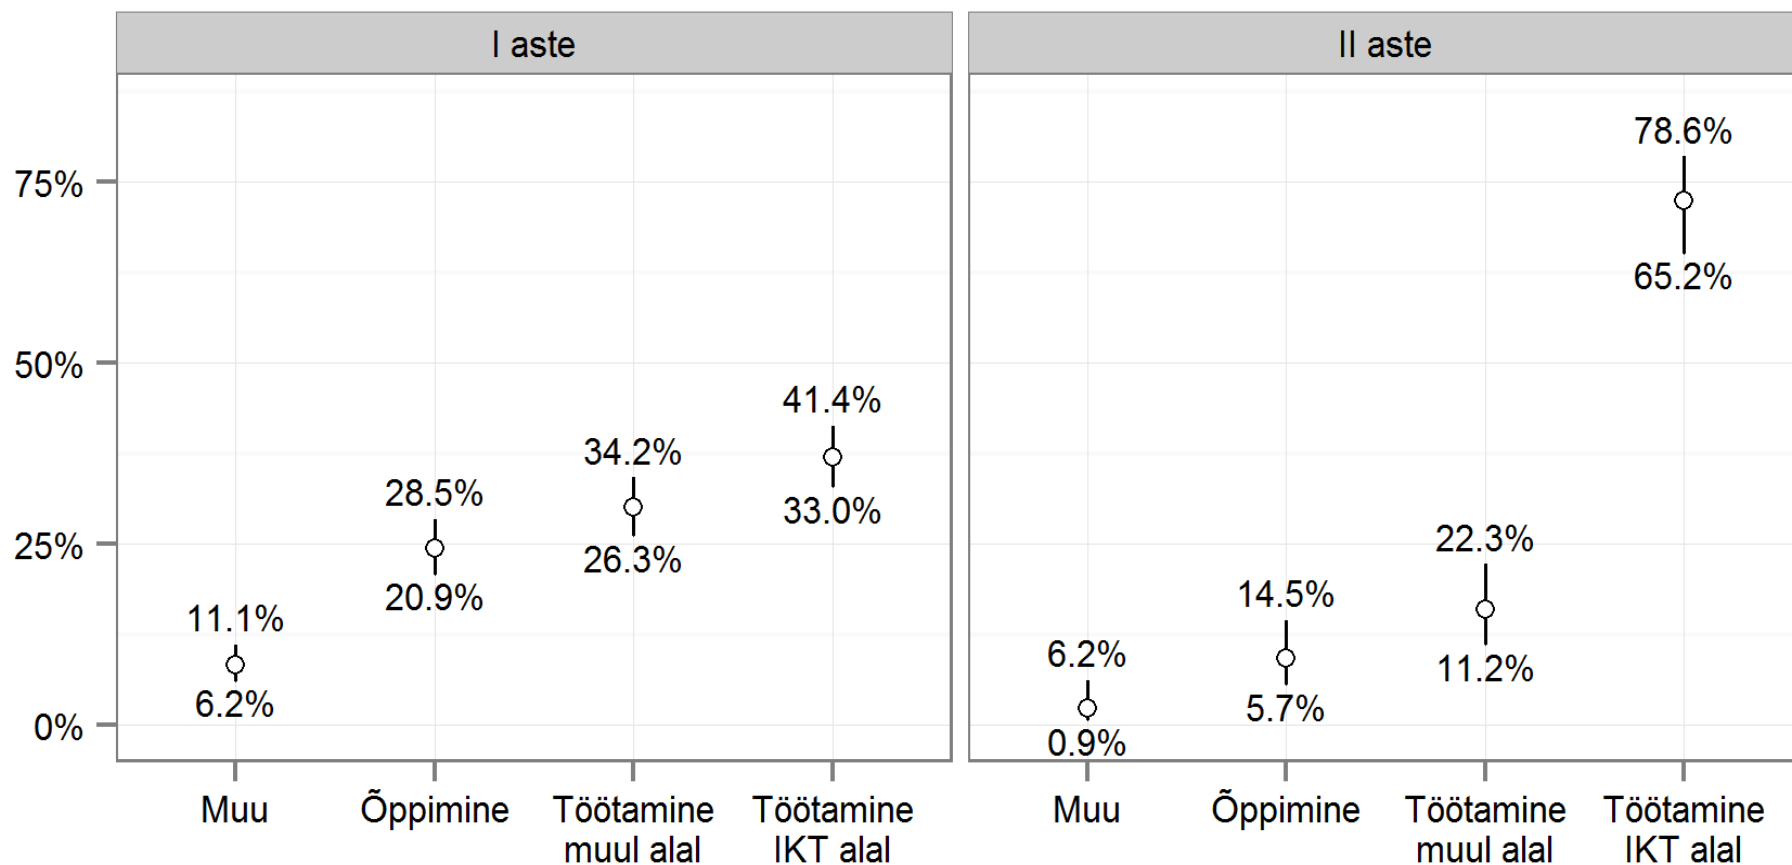 I aste
II aste
75%
50%
25%
0%
11.1%
6.2%
28.5%
20.9%
34.2%
26.3%
41.4%
33.0%
6.2%
0.9%
14.5%
5.7%
22.3%
11.2%
78.6%
65.2%
Muu
Õppimine
Töötamine
muul alal
Töötamine
IKT alal
Muu
Õppimine
Töötamine
muul alal
Töötamine
IKT alal